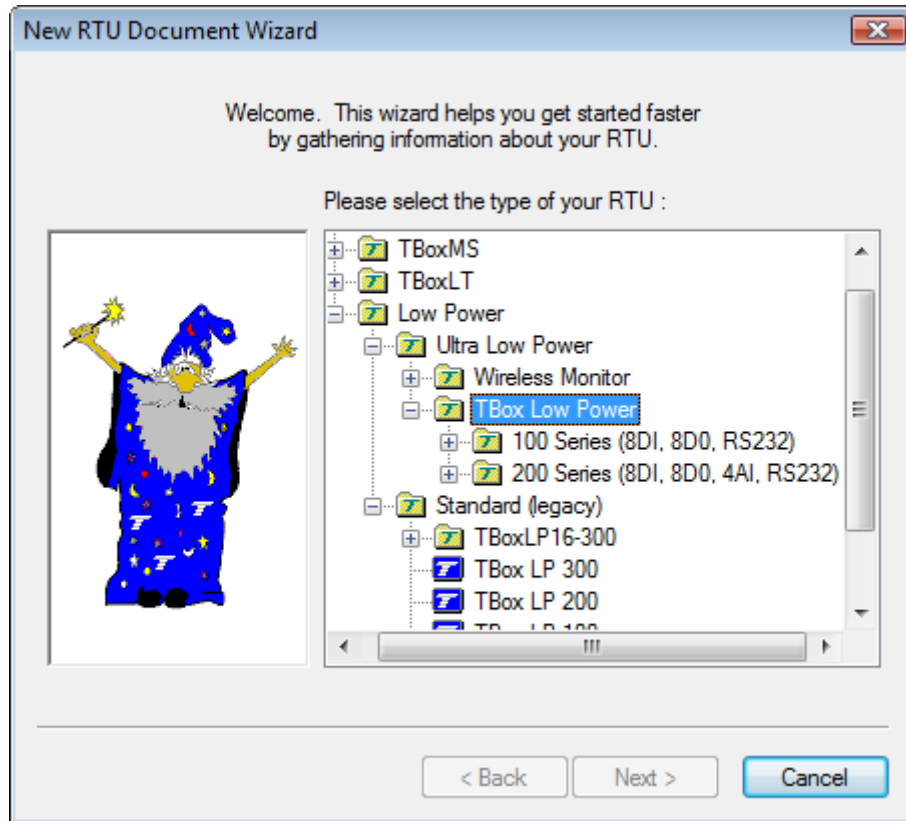 New RTU Document Wizard
Welcome. This wizard helps you get started faster
by gathering information about your RTU.
Please select the type of your RTU :
TBoxMS
TBoxLT
Low Power
Ultra Low Power
Wireless Monitor
TBox Low Power
100 Series (8DI, 8D0, RS232)
200 Series (8DI, 8D0, 4AI, RS232)
Standard (legacy)
TBoxLP16-300
TBox LP 300
TBox LP 200
TBox LP 100
< Back
Next >
Cancel